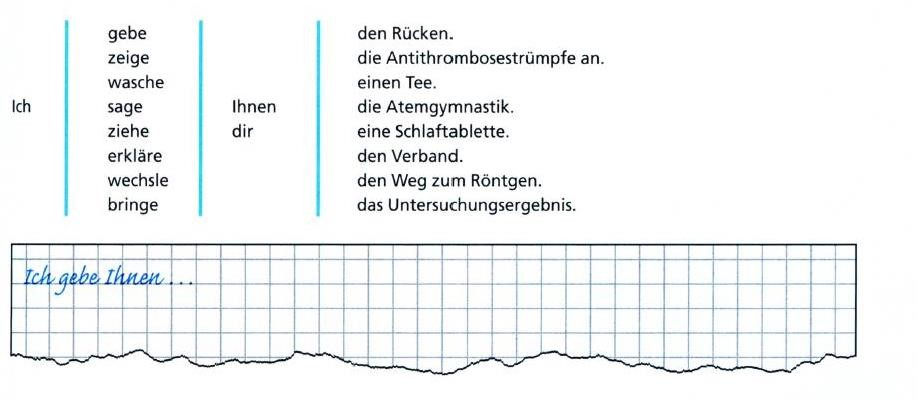 gebe den Rücken.
zeige die Antithrombosestrümpfe an.
wasche einen Tee.
Ich sage Ihnen die Atemgymnastik.
ziehe dir eine Schlaftablette.
erkläre den Verband.
wechsle den Weg zum Röntgen.
bringe das Untersuchungsergebnis.
Ich gebe Ihnen ...